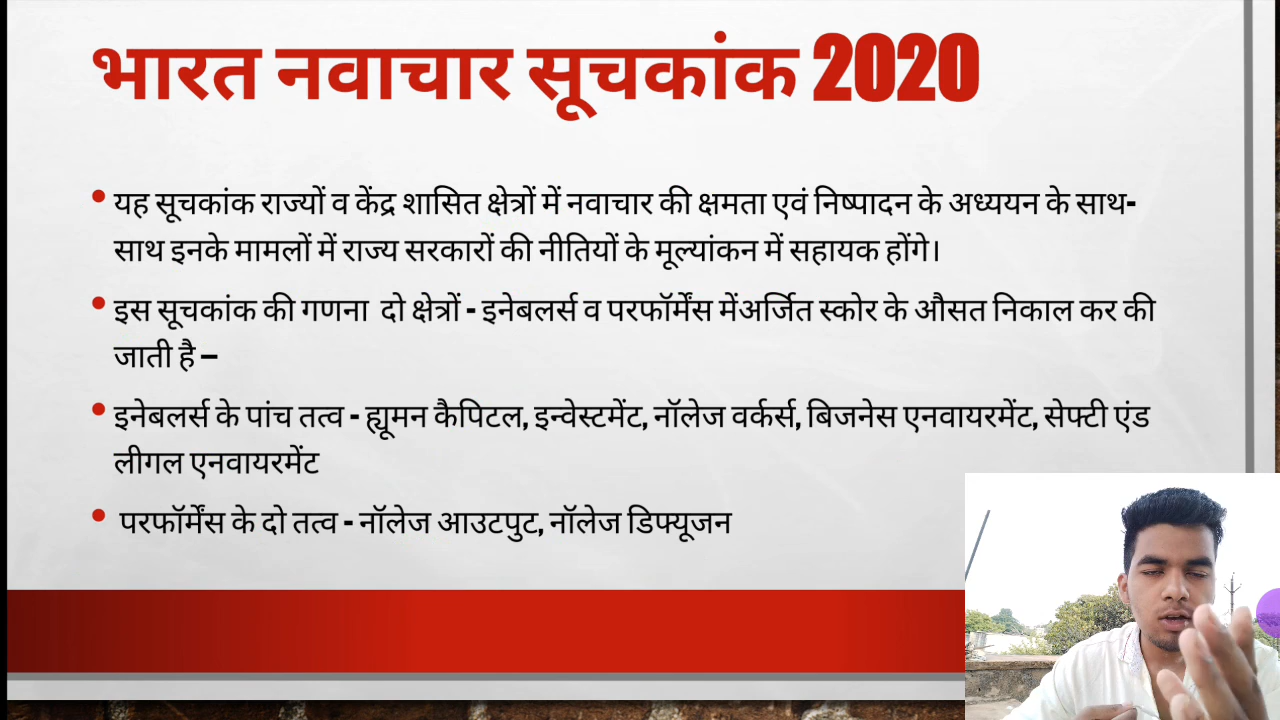 भारत नवाचार सूचकांक 2020
• यह सूचकांक राज्यों व केंद्र शासित क्षेत्रों में नवाचार की क्षमता एवं निष्पादन के अध्ययन के साथ-
साथ इनके मामलों में राज्य सरकारों की नीतियों के मूल्यांकन में सहायक होंगे।
• इस सूचकांक की गणना दो क्षेत्रों - इनेबलर्स व परफॉर्मेंस मेंअर्जित स्कोर के औसत निकाल कर की
जाती है –
• इनेबलर्स के पांच तत्व - ह्यूमन कैपिटल, इन्वेस्टमेंट, नॉलेज वर्कर्स, बिजनेस एनवायरमेंट, सेफ्टी एंड
लीगल एनवायरमेंट
• परफॉर्मेंस के दो तत्व - नॉलेज आउटपुट, नॉलेज डिफ्यूजन